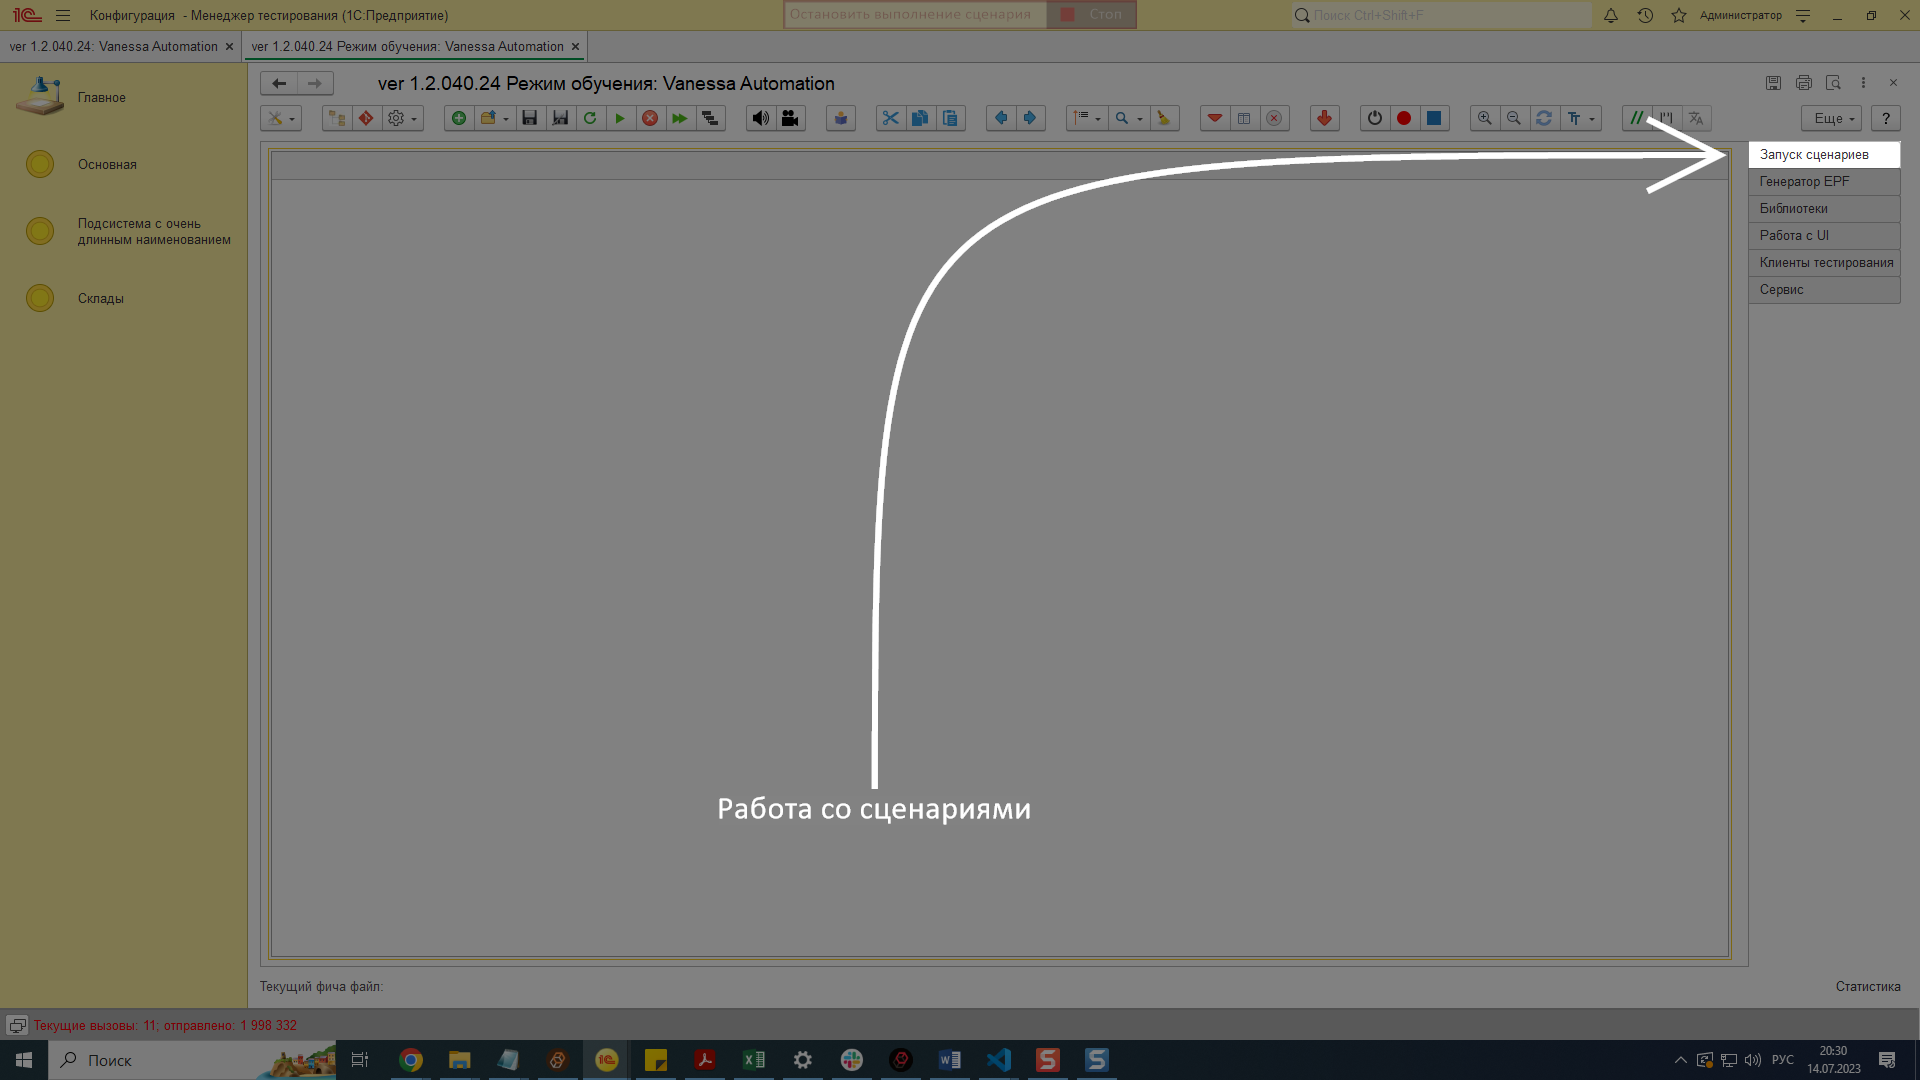 Конфигурация - Менеджер тестирования (1С:Предприятие)
Остановить выполнение сценария
Стоп
Поиск Ctrl+Shift+F
Администратор
ver 1.2.040.24: Vanessa Automation
ver 1.2.040.24 Режим обучения: Vanessa Automation
Главное
Основная
Подсистема с очень
длинным наименованием
Склады
ver 1.2.040.24 Режим обучения: Vanessa Automation
Еще
?
Запуск сценариев
Генератор EPF
Библиотеки
Работа с UI
Клиенты тестирования
Сервис
Работа со сценариями
Текущий фича файл:
Статистика
Текущие вызовы: 11; отправлено: 1 998 332
Поиск
РУС
20:30
14.07.2023